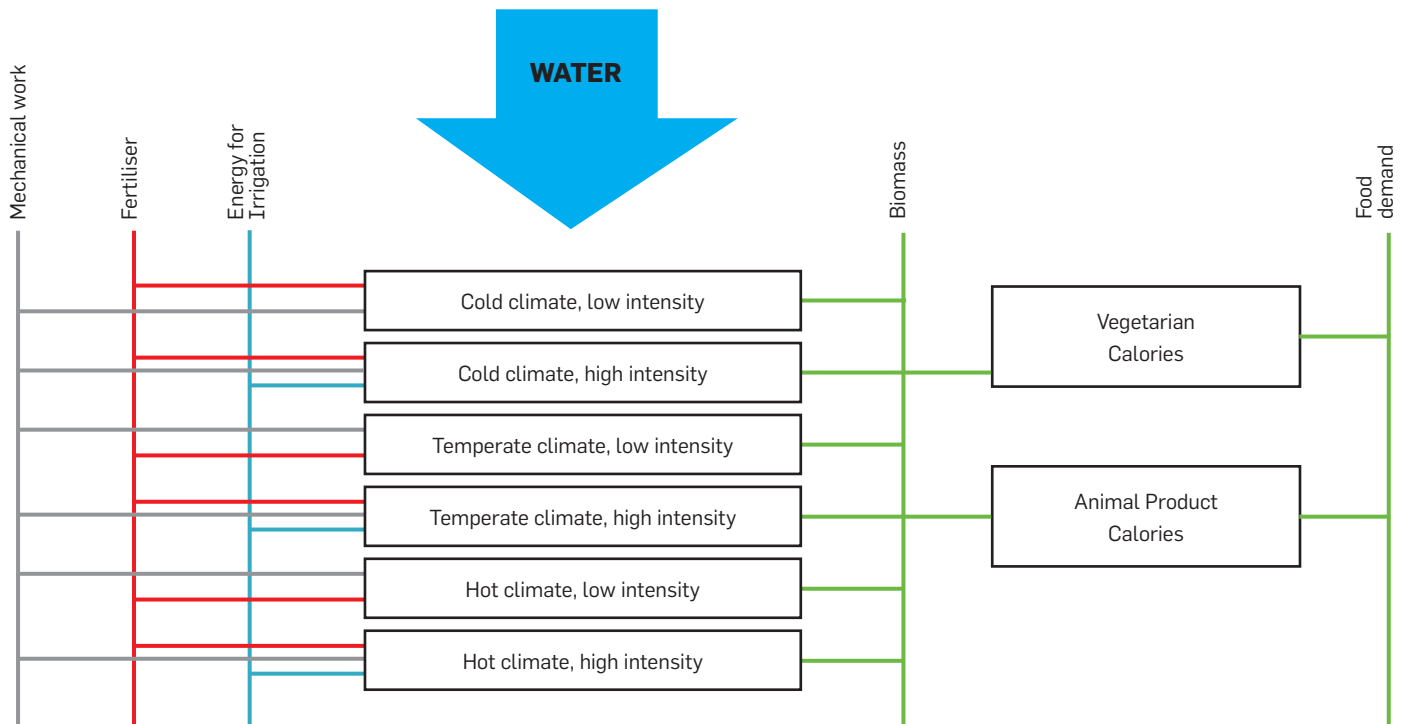 WATER
Mechanical work
Fertiliser
Energy for
Irrigation
Biomass
Food
demand
Cold climate, low intensity
Cold climate, high intensity
Temperate climate, low intensity
Temperate climate, high intensity
Hot climate, low intensity
Hot climate, high intensity
Vegetarian
Calories
Animal Product
Calories